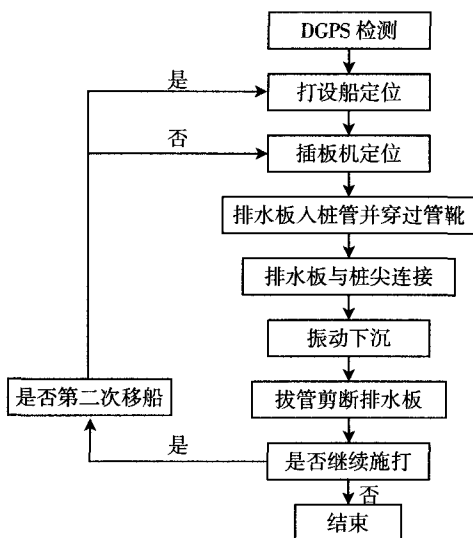 DGPS 检测
是
打设船定位
否
插板机定位
排水板入桩管并穿过管靴
排水板与桩尖连接
振动下沉
是否第二次移船
拔管剪断排水板
是
是否继续施打
否
结束